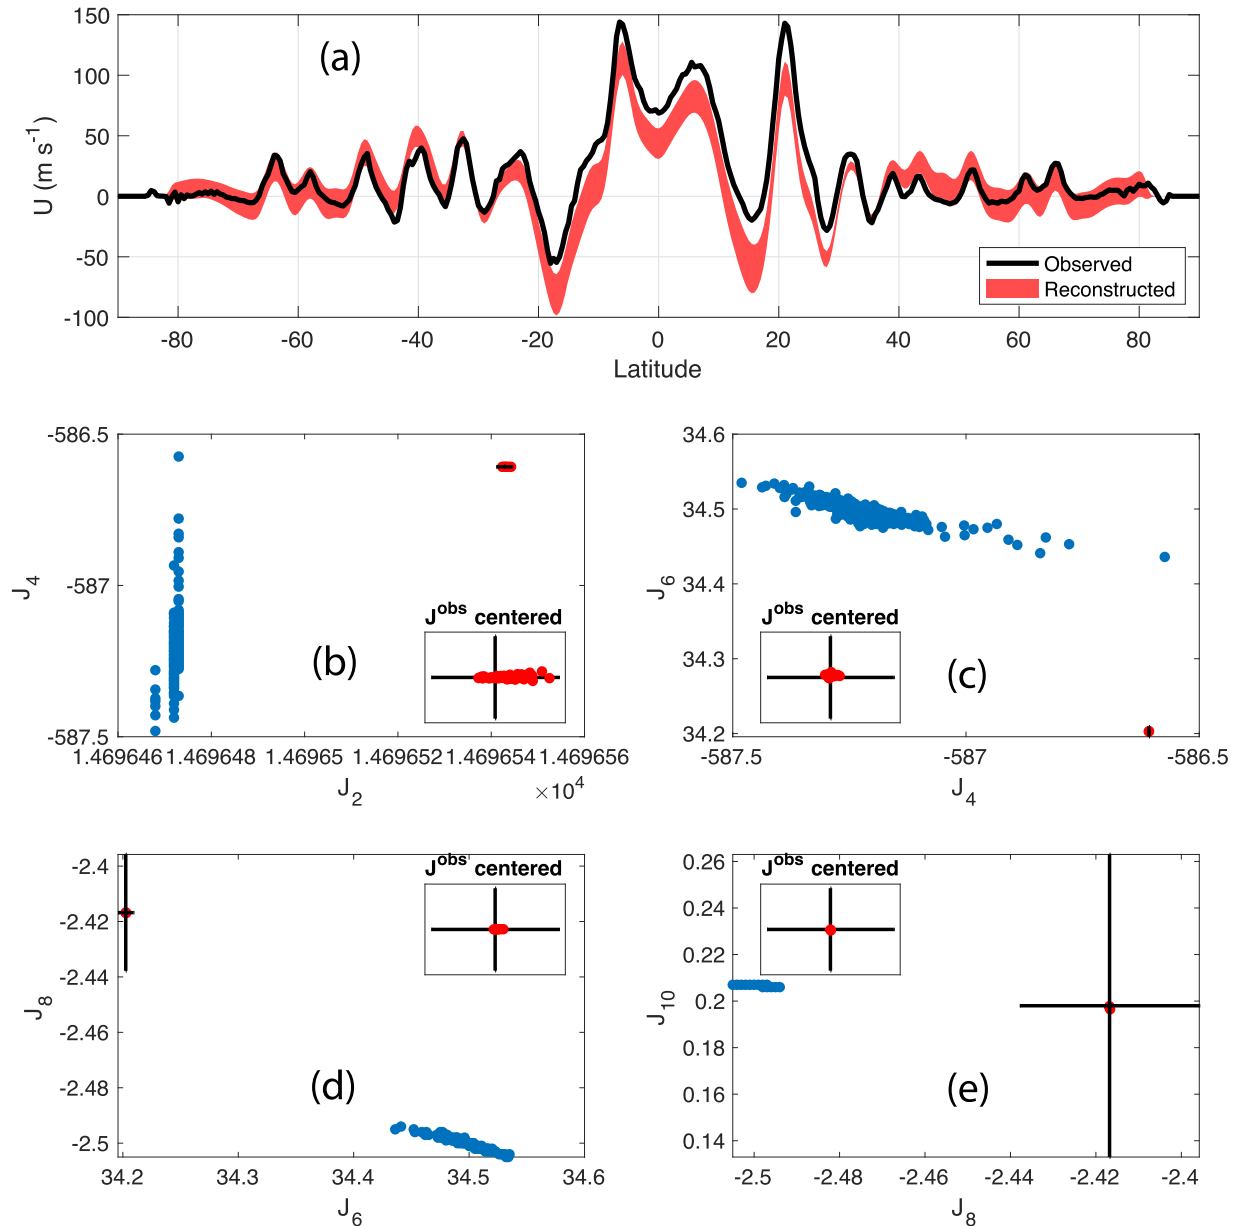 150
100
50
0
-50
-100
U (m s⁻¹)
(a)
Observed
Reconstructed
-80 -60 -40 -20 0 20 40 60 80
Latitude
-586.5
-587
-587.5
J₄
(b)
J^obs centered
1.469646 1.469648 1.46965 1.469652 1.469654 1.469656
J₂
×10⁴
34.6
34.5
34.4
34.3
34.2
J₆
J^obs centered
(c)
-587.5 -587 -586.5
J₄
-2.4
-2.42
-2.44
-2.46
-2.48
-2.5
J₈
J^obs centered
(d)
34.2 34.3 34.4 34.5 34.6
J₆
0.26
0.24
0.22
0.2
0.18
0.16
0.14
J₁₀
J^obs centered
(e)
-2.5 -2.48 -2.46 -2.44 -2.42 -2.4
J₈